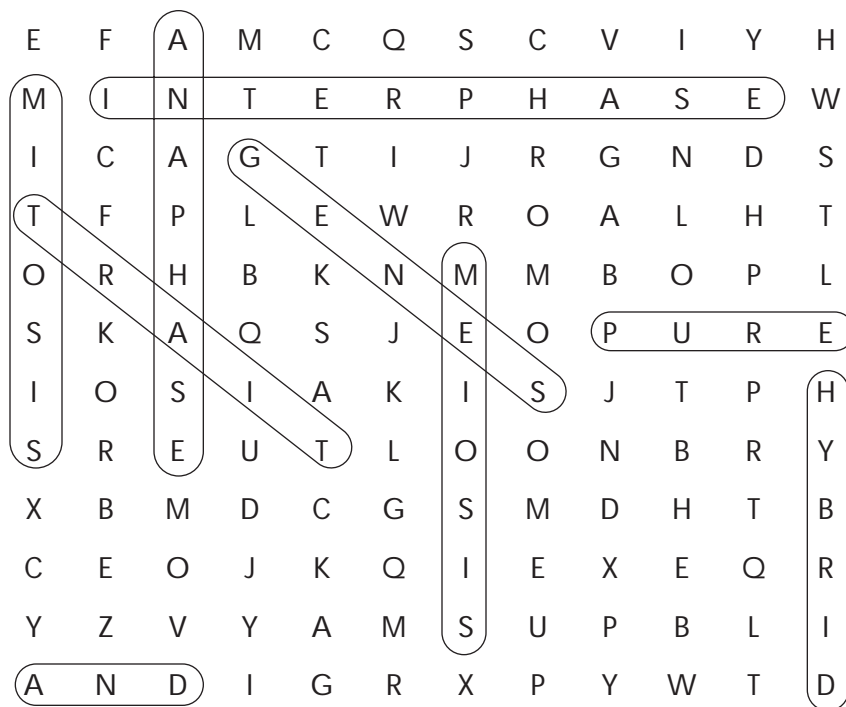 E F A M C Q S C V I Y H
M I N T E R P H A S E W
I C A G T I J R G N D S
T F P L E W R O A L H T
O R H B K N M M B O P L
S K A Q S J E O P U R E
I O S I A K I S J T P H
S R E U T L O O N B R Y
X B M D C G S M D H T B
C E O J K Q I E X E Q R
Y Z V Y A M S U P B L I
A N D I G R X P Y W T D